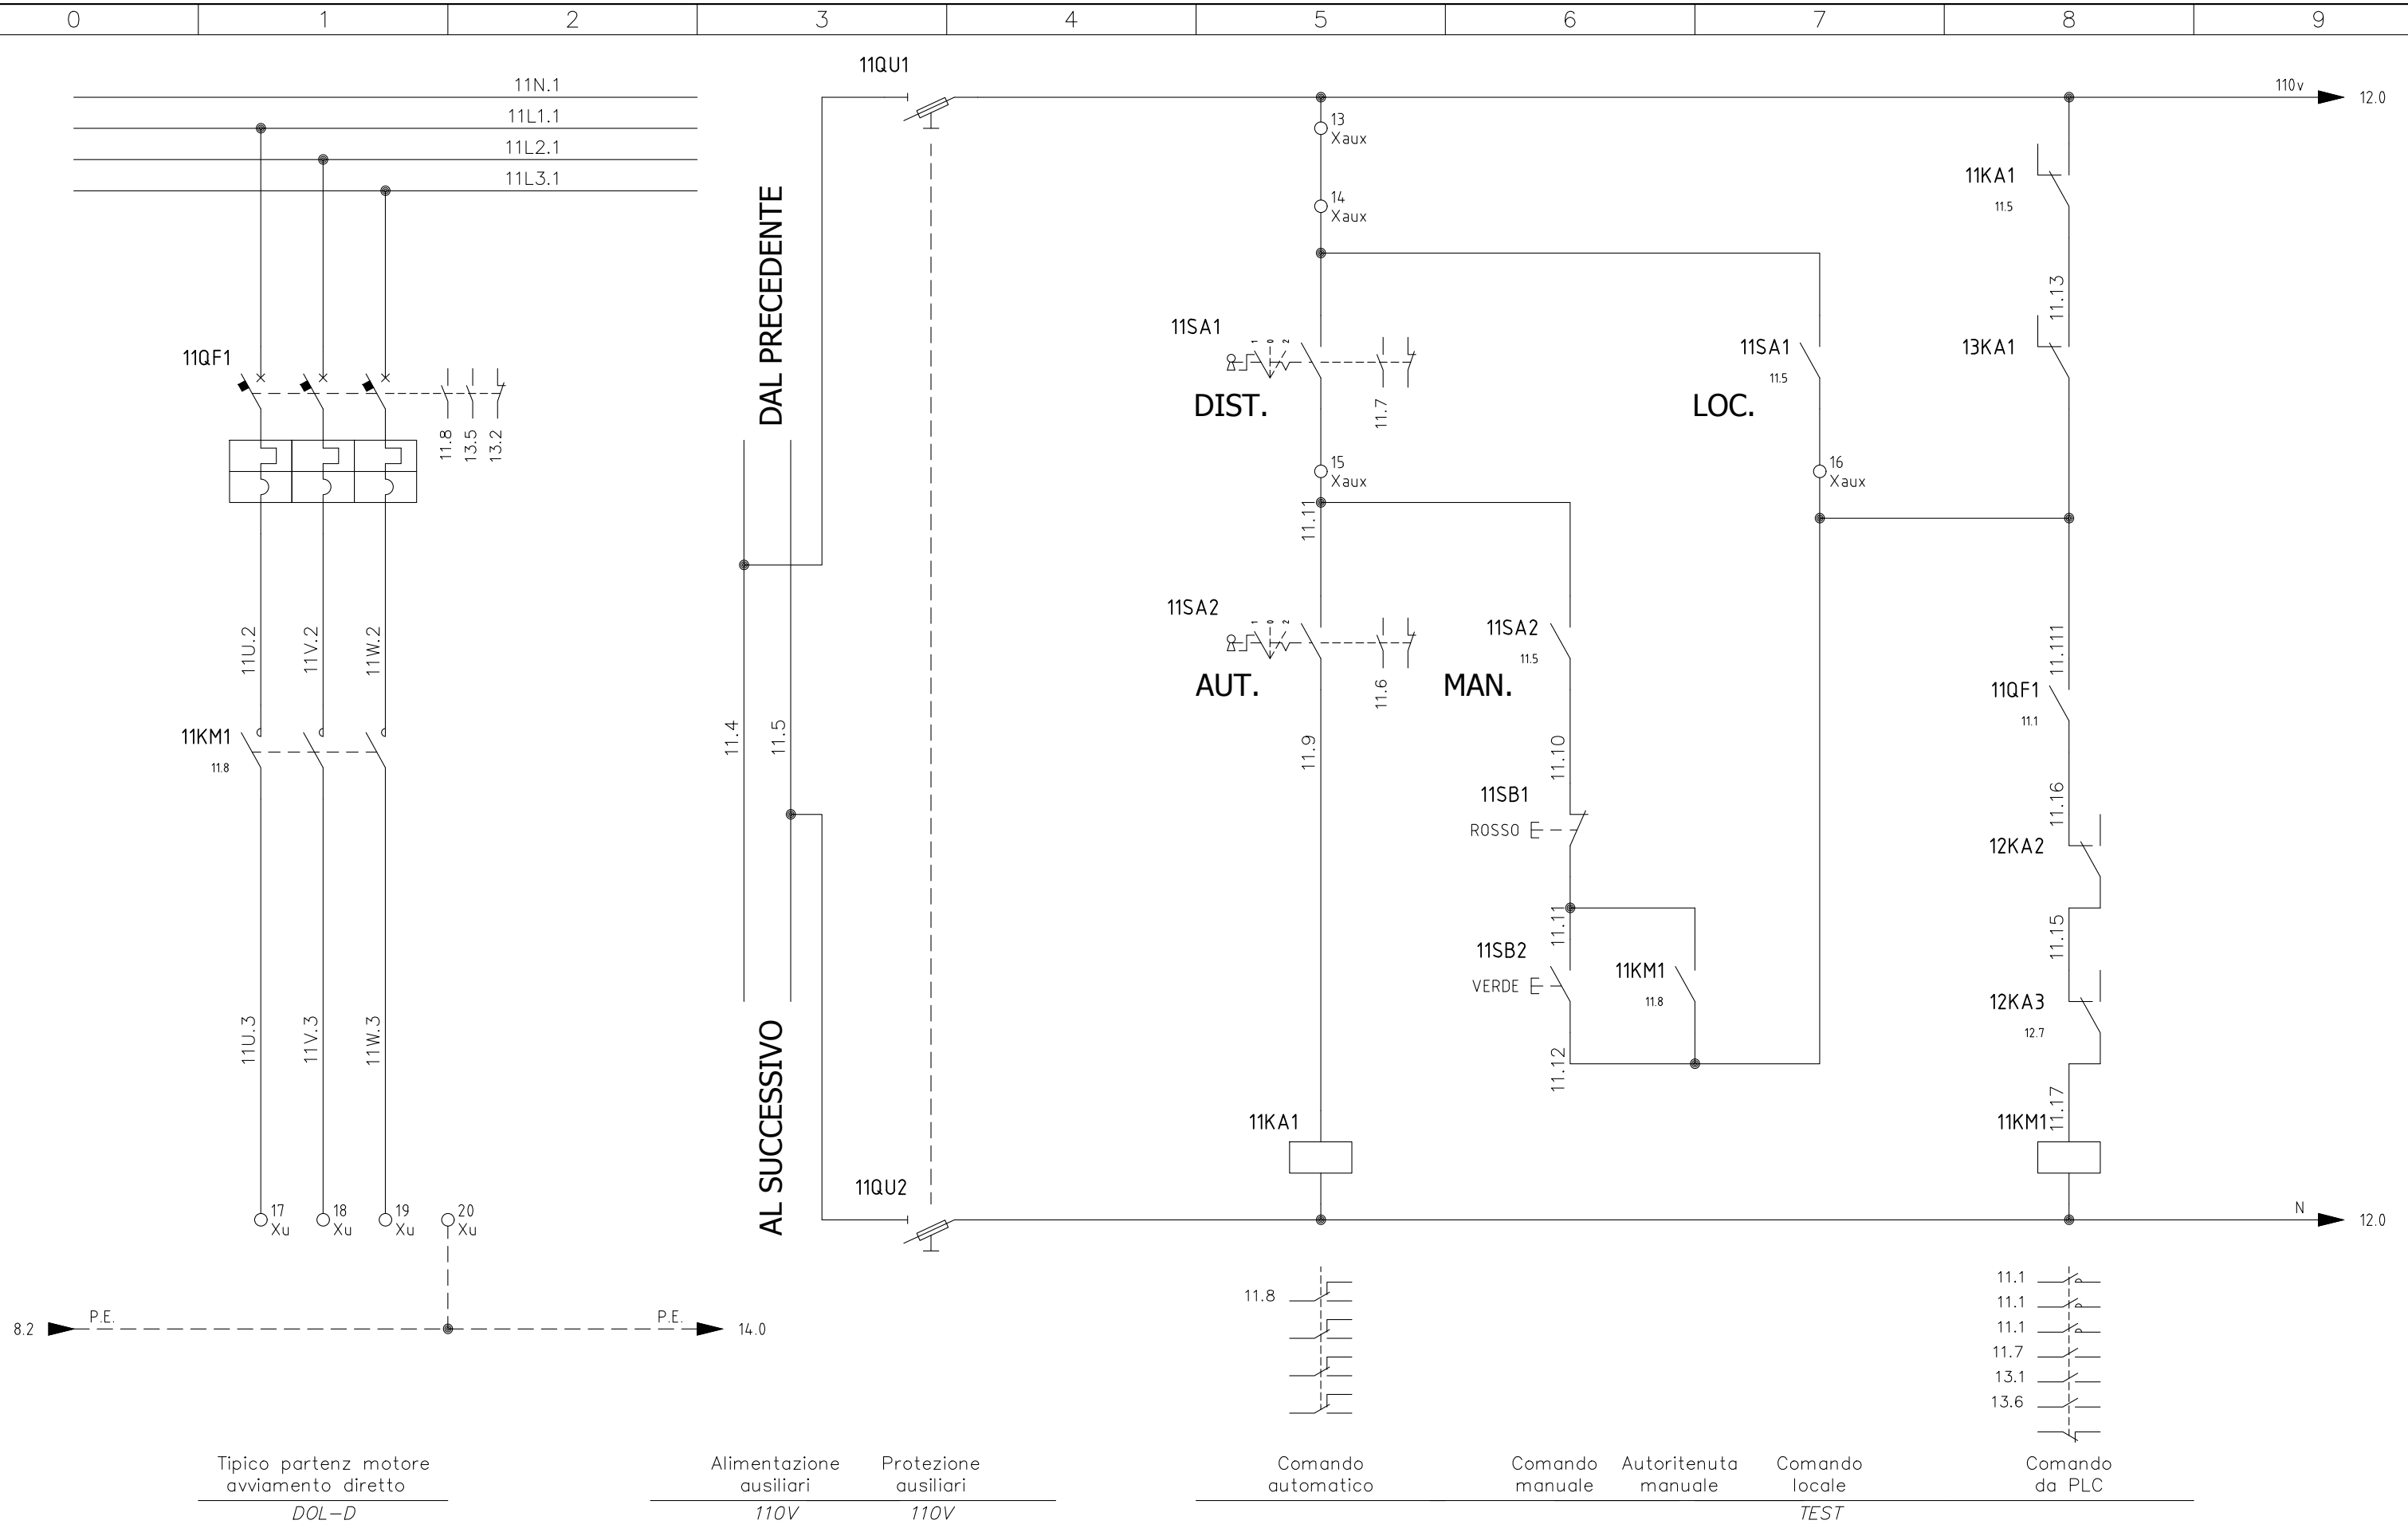 0 1 2 3 4 5 6 7 8 9
11N.1
11L1.1
11L2.1
11L3.1
11QF1
11.8
13.5
13.2
11U.2
11V.2
11W.2
11KM1
11.8
11U.3
11V.3
11W.3
17
Xu
18
Xu
19
Xu
20
Xu
8.2
P.E.
P.E.
14.0
DAL PRECEDENTE
11.4
11.5
AL SUCCESSIVO
11QU1
11QU2
110v
12.0
13
Xaux
14
Xaux
11SA1
1 0 2
11.7
DIST.
15
Xaux
11.11
11SA2
1 0 2
11.6
AUT.
11.9
11KA1
11SA2
11.5
MAN.
11.10
11SB1
ROSSO
11.11
11SB2
VERDE
11.12
11KM1
11.8
11SA1
11.5
LOC.
16
Xaux
11KA1
11.5
11.13
13KA1
11.111
11QF1
11.1
11.16
12KA2
11.15
12KA3
12.7
11.17
11KM1
N
12.0
11.8
11.1
11.1
11.1
11.7
13.1
13.6
Tipico partenz motore
avviamento diretto
DOL-D
Alimentazione
ausiliari
110V
Protezione
ausiliari
110V
Comando
automatico
Comando
manuale
Autoritenuta
manuale
Comando
locale
TEST
Comando
da PLC